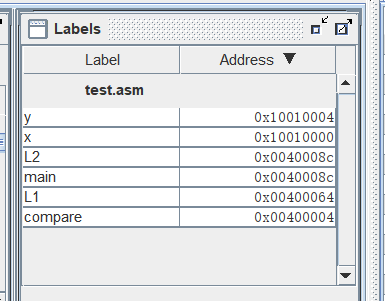 Labels
Label Address ▼
test.asm
y 0x10010004
x 0x10010000
L2 0x0040008c
main 0x0040008c
L1 0x00400064
compare 0x00400004